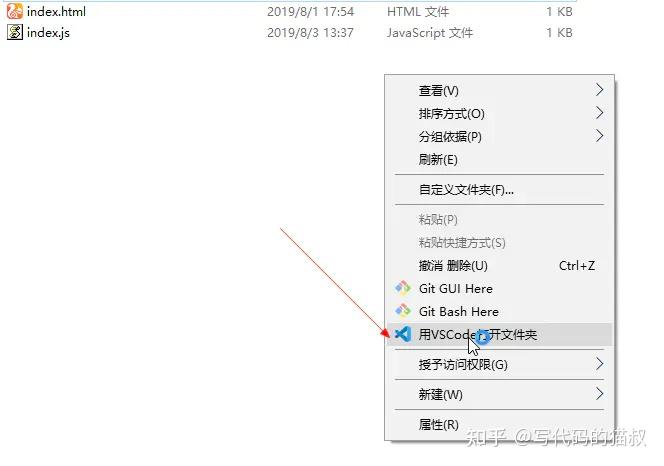 index.html 2019/8/1 17:54 HTML 文件 1 KB
index.js 2019/8/3 13:37 JavaScript 文件 1 KB
查看(V)
排序方式(O)
分组依据(P)
刷新(E)
自定义文件夹(F)...
粘贴(P)
粘贴快捷方式(S)
撤消 删除(U) Ctrl+Z
Git GUI Here
Git Bash Here
用VSCode打开文件夹
授予访问权限(G)
新建(W)
属性(R)
知乎 @写代码的猫叔